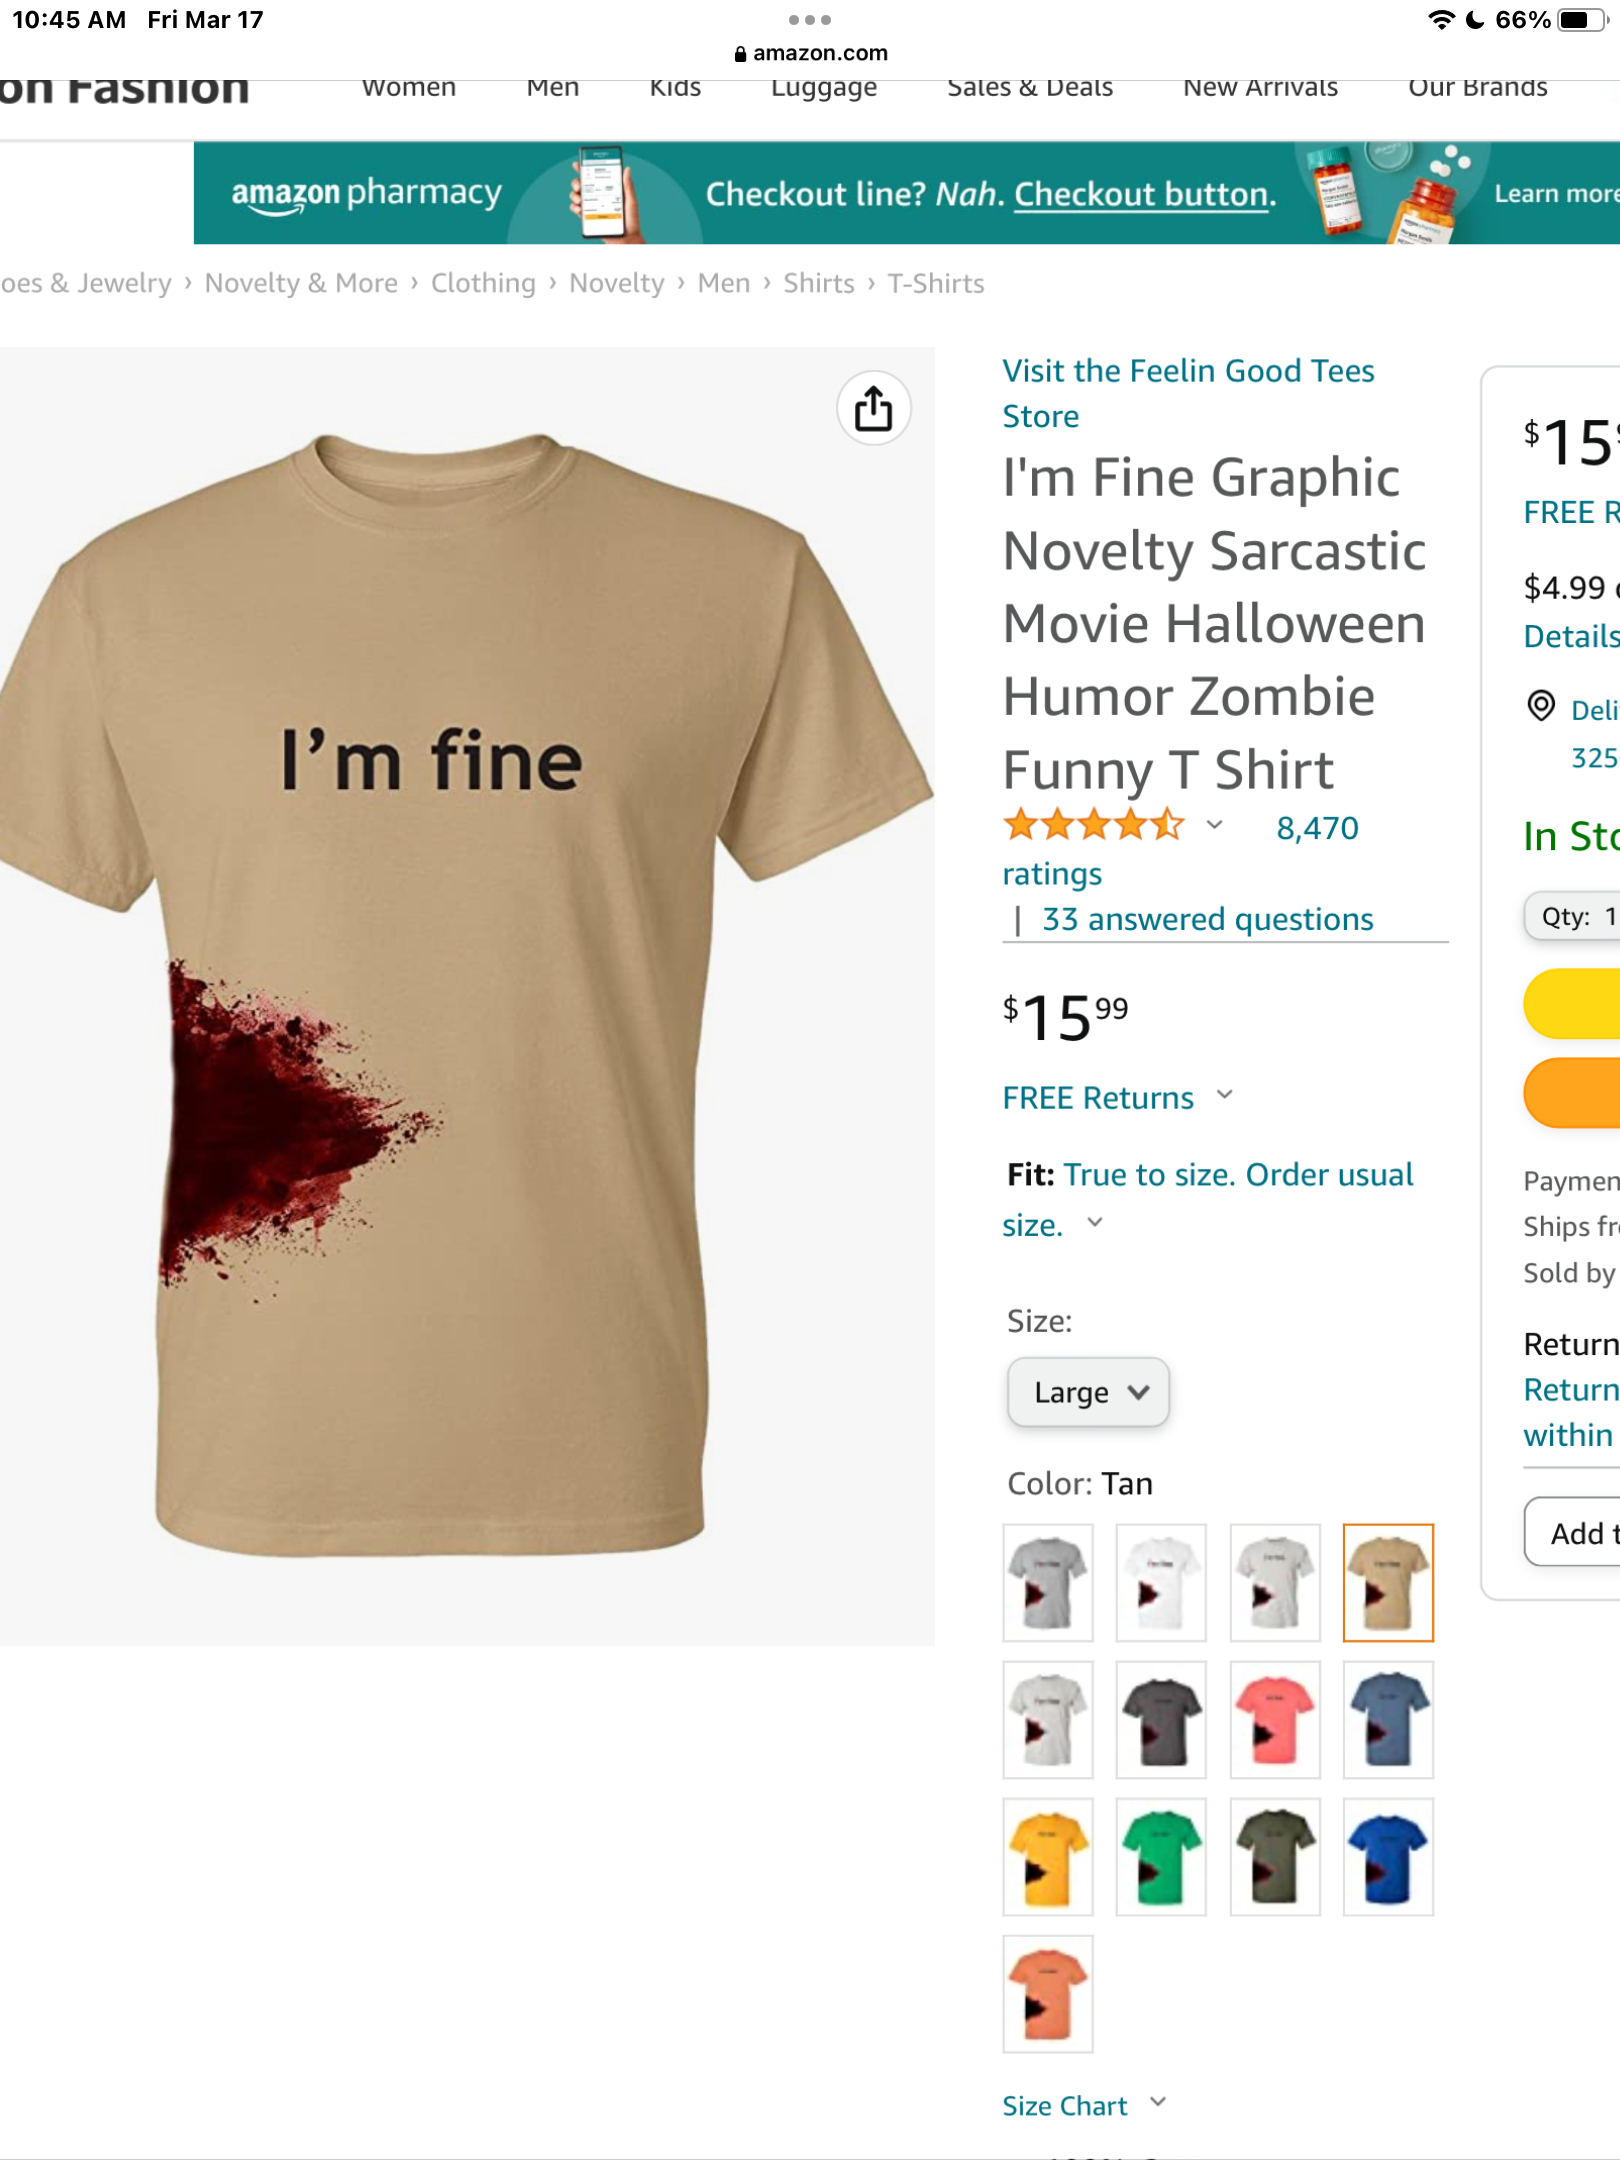 10:45 AM Fri Mar 17
66%
amazon.com
on Fashion
Women Men Kids Luggage Sales & Deals New Arrivals Our Brands
amazon pharmacy
Checkout line? Nah. Checkout button.
Learn more
oes & Jewelry › Novelty & More › Clothing › Novelty › Men › Shirts › T-Shirts
I’m fine
Visit the Feelin Good Tees
Store
I'm Fine Graphic
Novelty Sarcastic
Movie Halloween
Humor Zombie
Funny T Shirt
8,470
ratings
| 33 answered questions
$15 99
FREE Returns
Fit: True to size. Order usual
size.
Size:
Large
Color: Tan
Size Chart
$15
FREE R
$4.99
Details
Deli
325
In Sto
Qty: 1
Paymen
Ships fr
Sold by
Return
Return
within
Add t